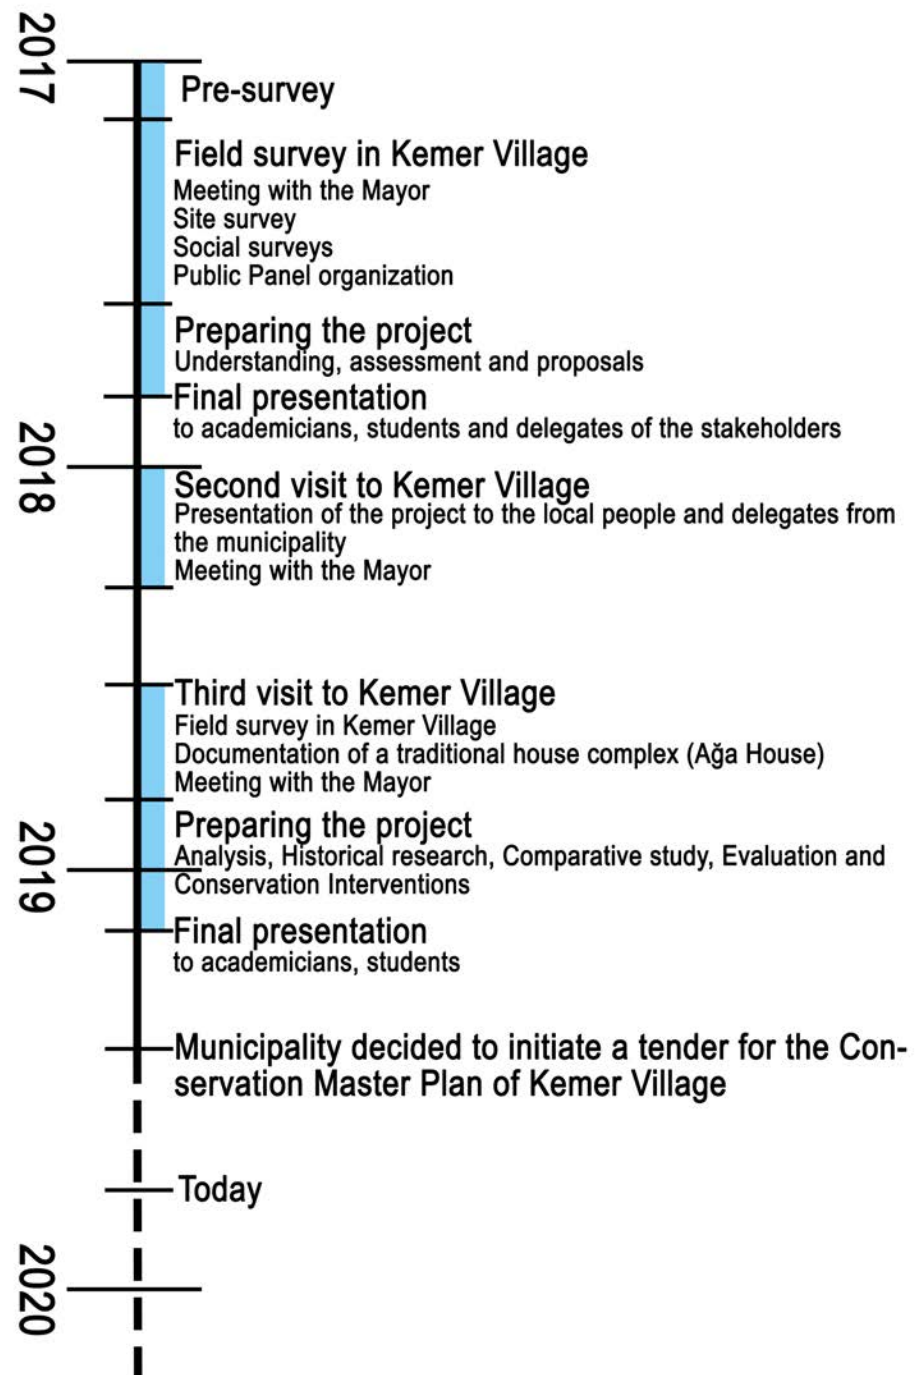 2017
Pre-survey
Field survey in Kemer Village
Meeting with the Mayor
Site survey
Social surveys
Public Panel organization
Preparing the project
Understanding, assessment and proposals
Final presentation
to academicians, students and delegates of the stakeholders
2018
Second visit to Kemer Village
Presentation of the project to the local people and delegates from
the municipality
Meeting with the Mayor
Third visit to Kemer Village
Field survey in Kemer Village
Documentation of a traditional house complex (Ağa House)
Meeting with the Mayor
Preparing the project
2019
Analysis, Historical research, Comparative study, Evaluation and
Conservation Interventions
Final presentation
to academicians, students
Municipality decided to initiate a tender for the Con-
servation Master Plan of Kemer Village
Today
2020